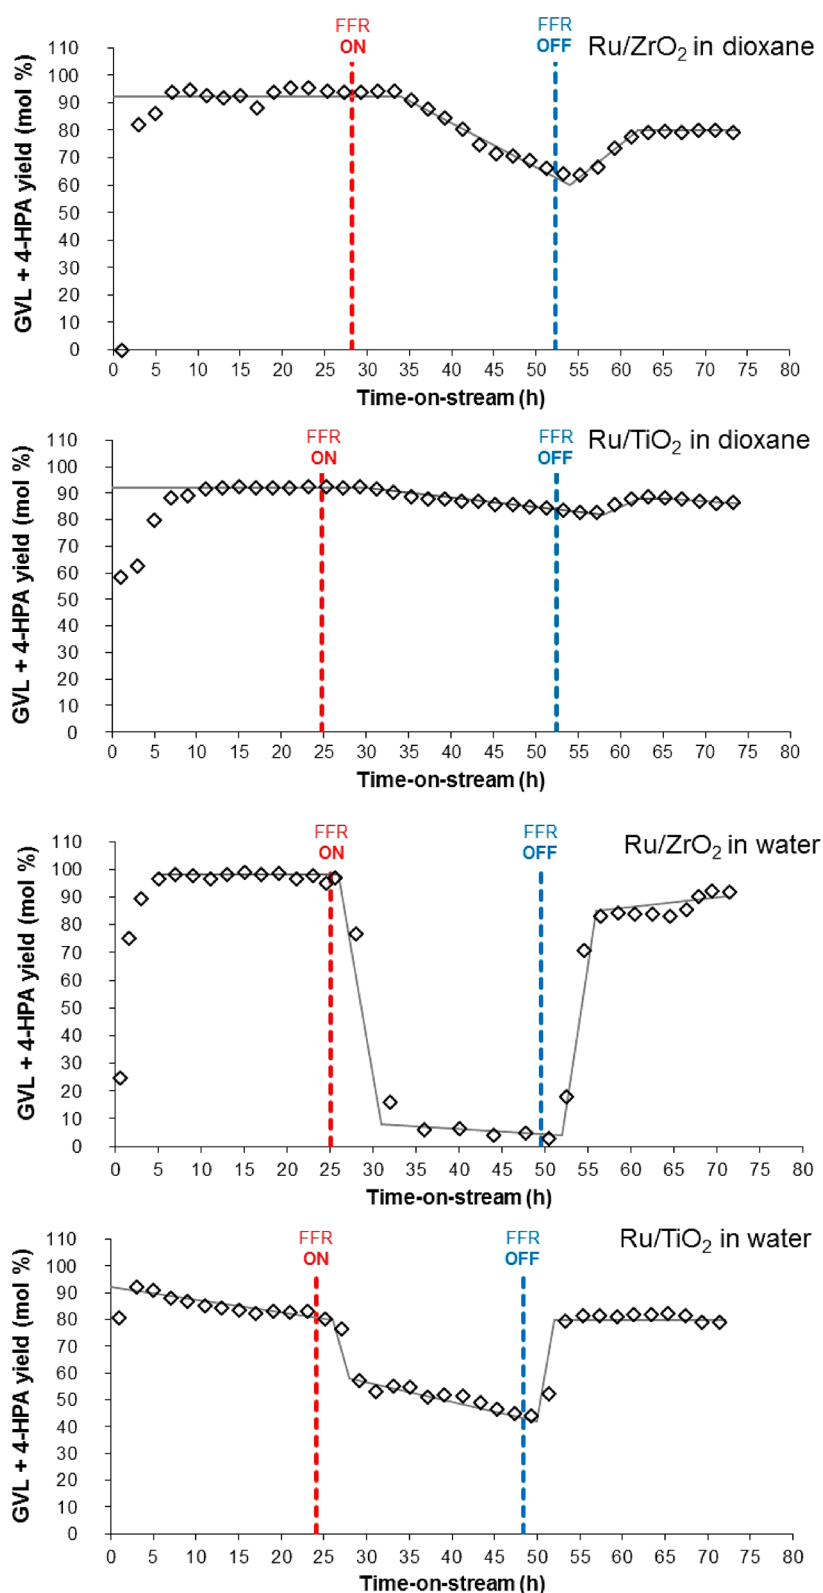 FFR
ON
FFR
OFF
Ru/ZrO₂ in dioxane
GVL + 4-HPA yield (mol %)
110
100
90
80
70
60
50
40
30
20
10
0
0 5 10 15 20 25 30 35 40 45 50 55 60 65 70 75 80
Time-on-stream (h)
FFR
ON
FFR
OFF
Ru/TiO₂ in dioxane
GVL + 4-HPA yield (mol %)
110
100
90
80
70
60
50
40
30
20
10
0
0 5 10 15 20 25 30 35 40 45 50 55 60 65 70 75 80
Time-on-stream (h)
FFR
ON
FFR
OFF
Ru/ZrO₂ in water
GVL + 4-HPA yield (mol %)
110
100
90
80
70
60
50
40
30
20
10
0
0 5 10 15 20 25 30 35 40 45 50 55 60 65 70 75 80
Time-on-stream (h)
FFR
ON
FFR
OFF
Ru/TiO₂ in water
GVL + 4-HPA yield (mol %)
110
100
90
80
70
60
50
40
30
20
10
0
0 5 10 15 20 25 30 35 40 45 50 55 60 65 70 75 80
Time-on-stream (h)